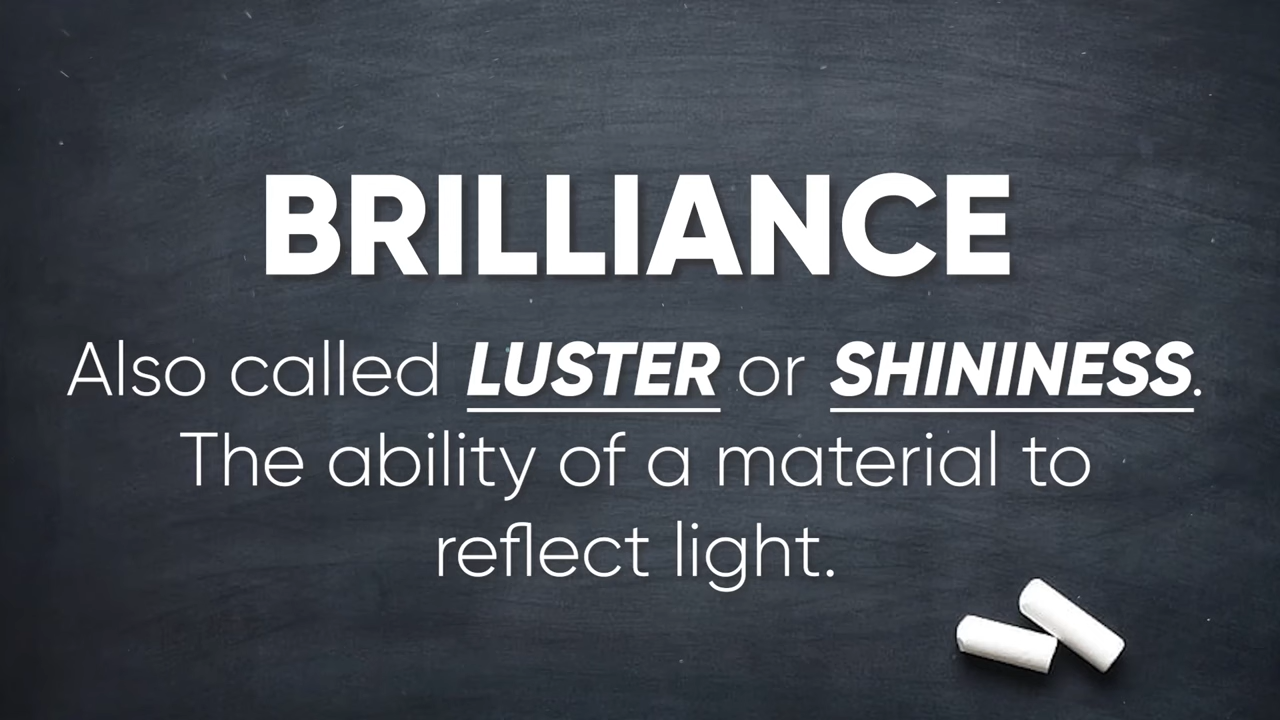 BRILLIANCE
Also called LUSTER or SHININESS.
The ability of a material to
reflect light.